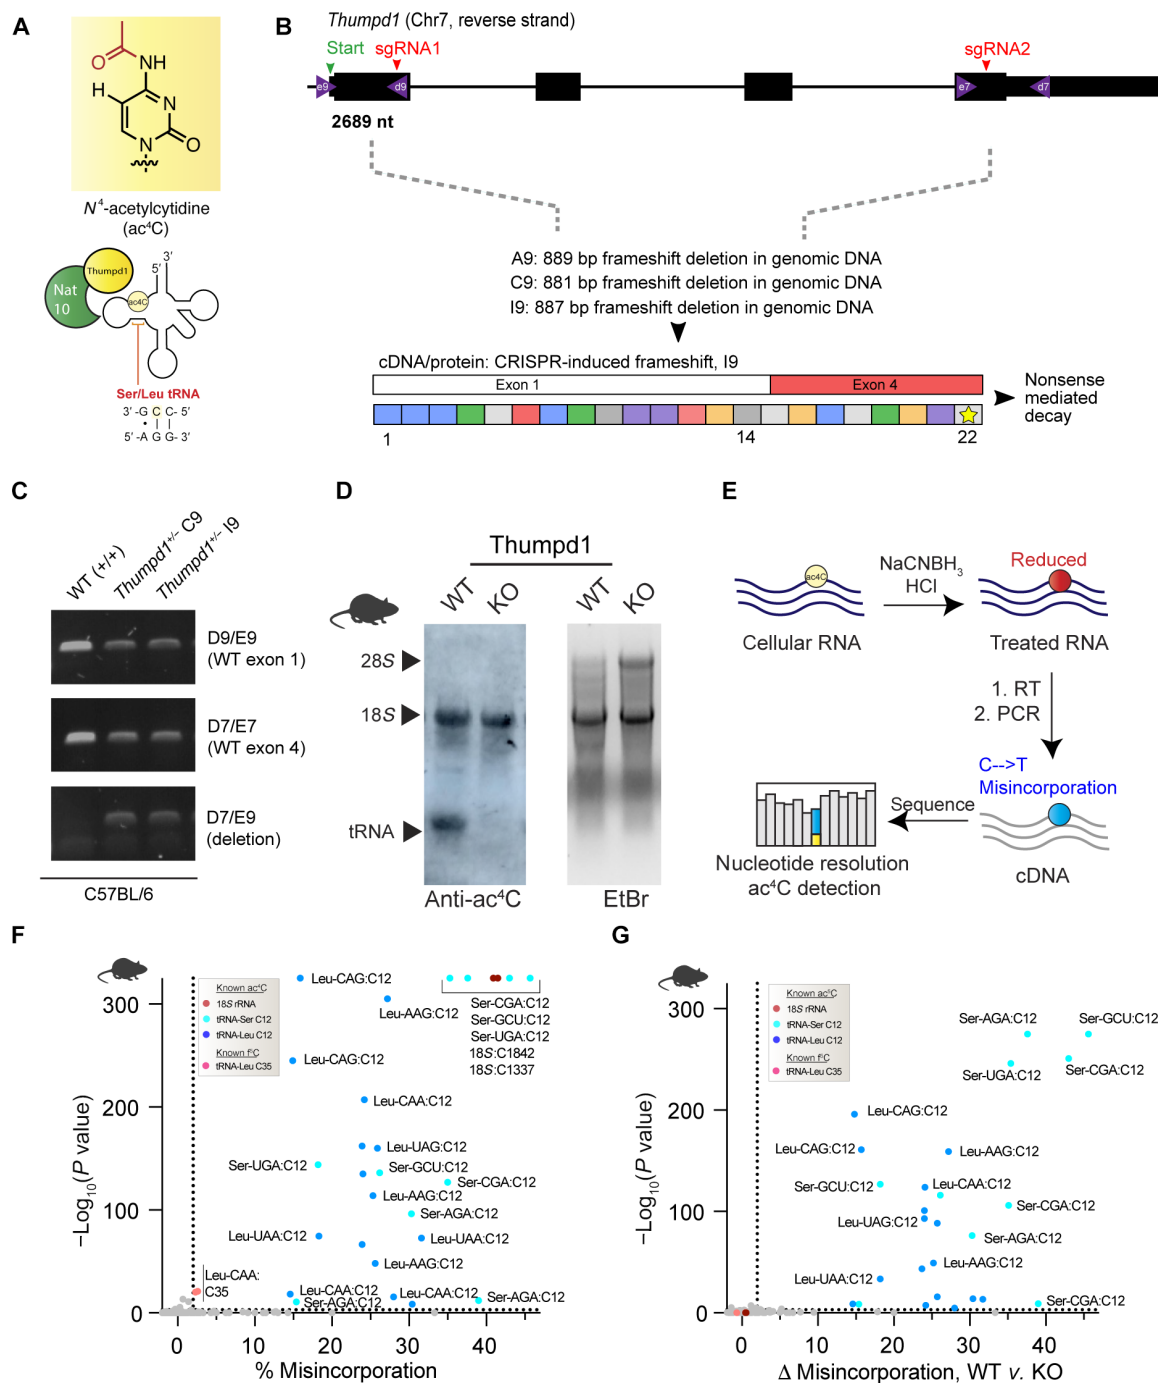 A
O
NH
H
N
N
O
N⁴-acetylcytidine
(ac⁴C)
Thumpd1
Nat
10
ac4C
5′
3′
Ser/Leu tRNA
3′ -G C C- 5′
5′ -A G G- 3′
B
Thumpd1 (Chr7, reverse strand)
Start
sgRNA1
sgRNA2
e9
d9
e7
d7
2689 nt
A9: 889 bp frameshift deletion in genomic DNA
C9: 881 bp frameshift deletion in genomic DNA
I9: 887 bp frameshift deletion in genomic DNA
cDNA/protein: CRISPR-induced frameshift, I9
Exon 1
Exon 4
1
14
22
Nonsense
mediated
decay
C
WT (+/+)
Thumpd1+/- C9
Thumpd1+/- I9
D9/E9
(WT exon 1)
D7/E7
(WT exon 4)
D7/E9
(deletion)
C57BL/6
D
Thumpd1
WT
KO
WT
KO
28S
18S
tRNA
Anti-ac⁴C
EtBr
E
ac4C
NaCNBH₃
HCl
Reduced
Cellular RNA
Treated RNA
1. RT
2. PCR
C-->T
Misincorporation
Sequence
cDNA
Nucleotide resolution
ac⁴C detection
F
Known ac⁴C
18S rRNA
tRNA-Ser C12
tRNA-Leu C12
Known f⁵C
tRNA-Leu C35
Leu-CAG:C12
Leu-AAG:C12
Ser-CGA:C12
Ser-GCU:C12
Ser-UGA:C12
18S:C1842
18S:C1337
Leu-CAG:C12
Leu-CAA:C12
Leu-UAG:C12
Ser-UGA:C12
Ser-GCU:C12
Ser-CGA:C12
Leu-AAG:C12
Ser-AGA:C12
Leu-UAA:C12
Leu-UAA:C12
Leu-AAG:C12
Leu-CAA:
C35
Leu-CAA:C12
Leu-CAA:C12
Ser-AGA:C12
Ser-AGA:C12
300
200
100
0
−Log₁₀(P value)
0
10
20
30
40
% Misincorporation
G
Known ac⁴C
18S rRNA
tRNA-Ser C12
tRNA-Leu C12
Known f⁵C
tRNA-Leu C35
Ser-AGA:C12
Ser-GCU:C12
Ser-UGA:C12
Ser-CGA:C12
Leu-CAG:C12
Leu-CAG:C12
Leu-AAG:C12
Ser-GCU:C12
Leu-CAA:C12
Ser-CGA:C12
Leu-UAG:C12
Ser-AGA:C12
Leu-AAG:C12
Leu-UAA:C12
Ser-CGA:C12
300
200
100
0
−Log₁₀(P value)
0
10
20
30
40
Δ Misincorporation, WT v. KO